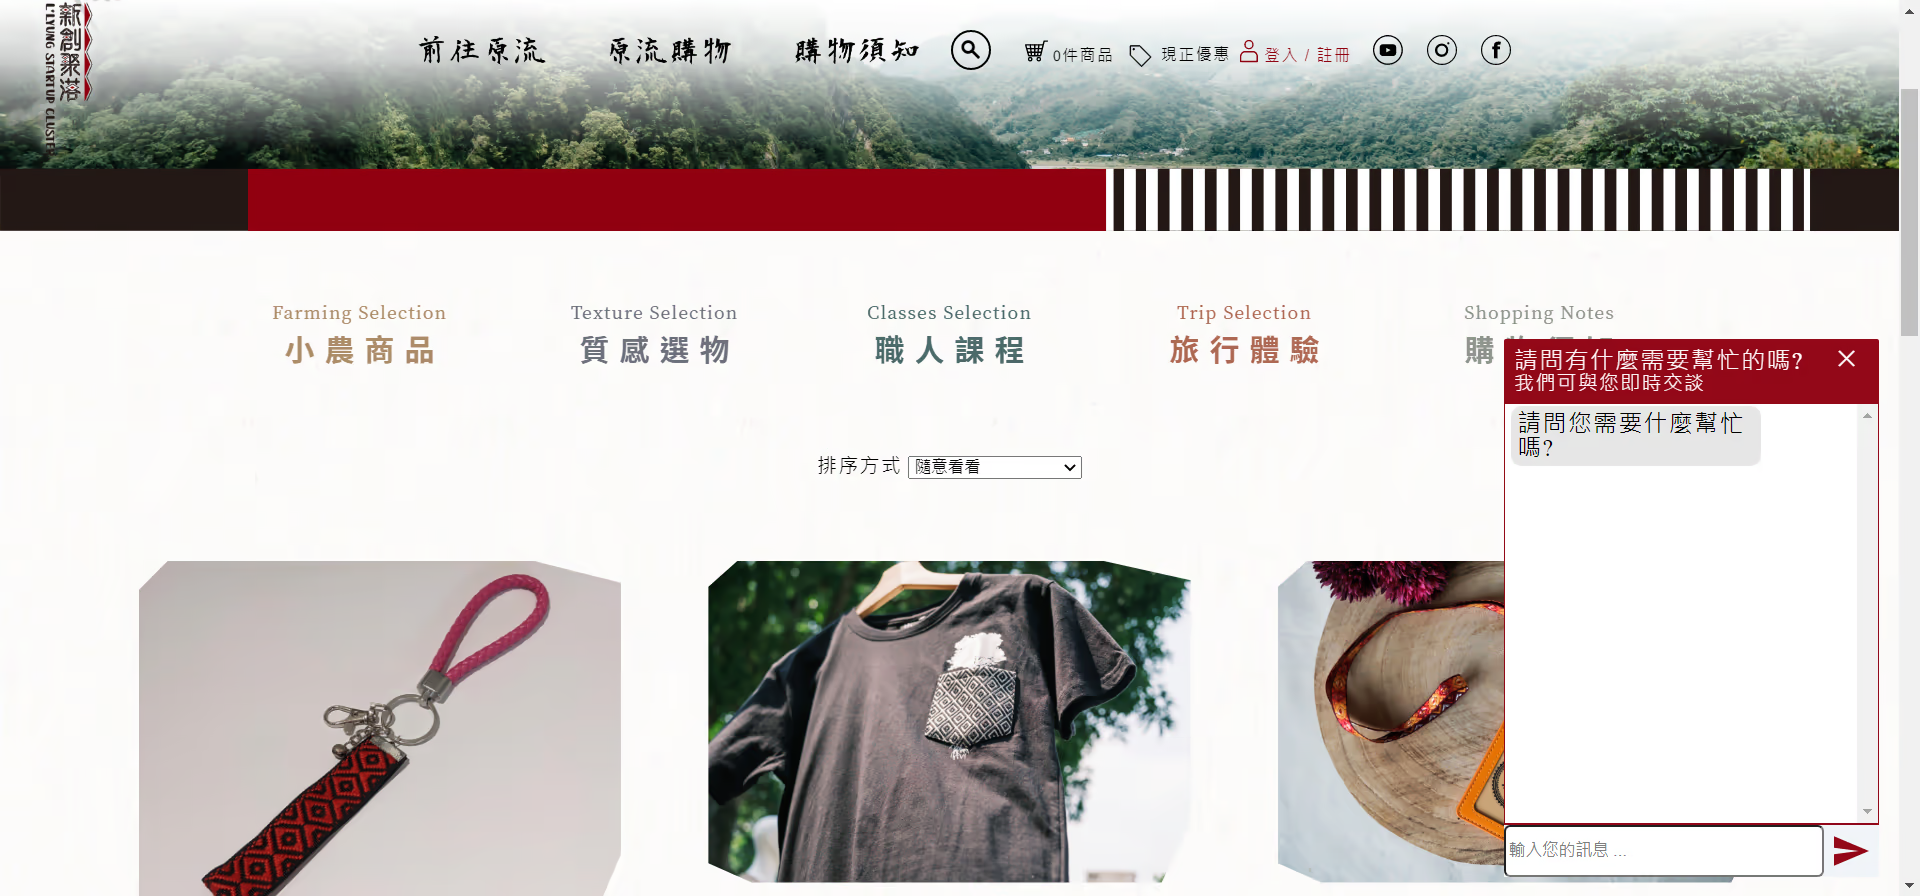 新創聚落
L'LYUNG STARTUP CLUSTE
前往原流
原流購物
購物須知
0件商品
現正優惠
登入 / 註冊
Farming Selection
小農商品
Texture Selection
質感選物
Classes Selection
職人課程
Trip Selection
旅行體驗
Shopping Notes
購
排序方式
隨意看看
請問有什麼需要幫忙的嗎?
我們可與您即時交談
請問您需要什麼幫忙
嗎?
輸入您的訊息 ...